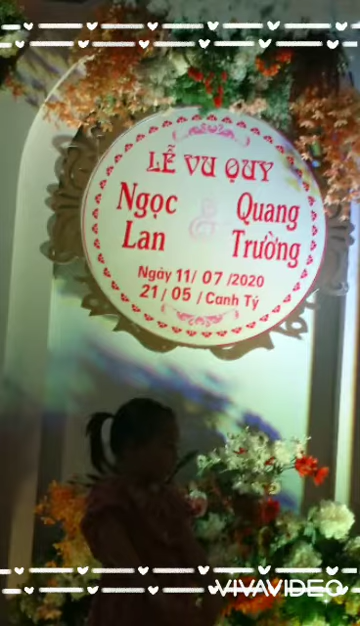 LỄ VU QUY
Ngọc Lan & Quang Trường
Ngày 11/ 07 /2020
21 / 05 / Canh Tý
VIVAVIDEO